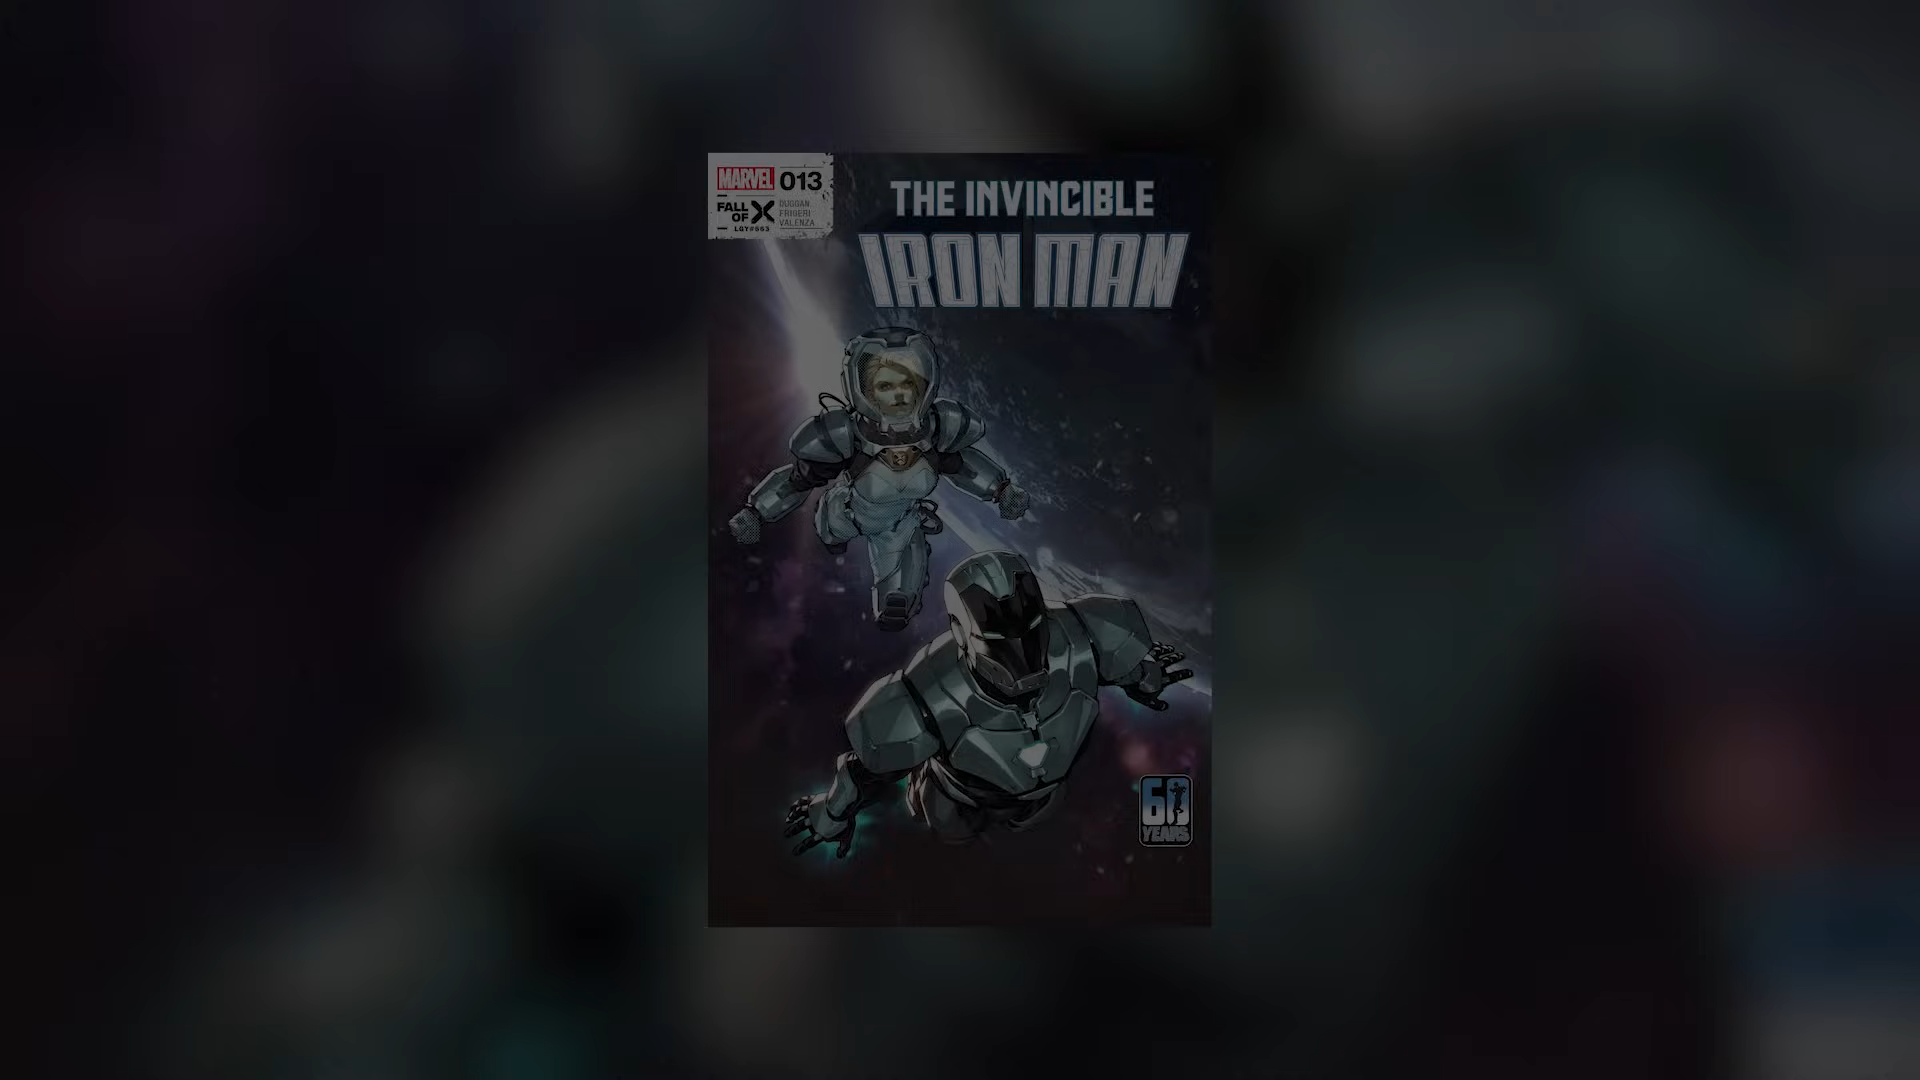 MARVEL 013
FALL OF X
DUGGAN
FRIGERI
VALENZA
LGY#663
THE INVINCIBLE
IRON MAN
60
YEARS